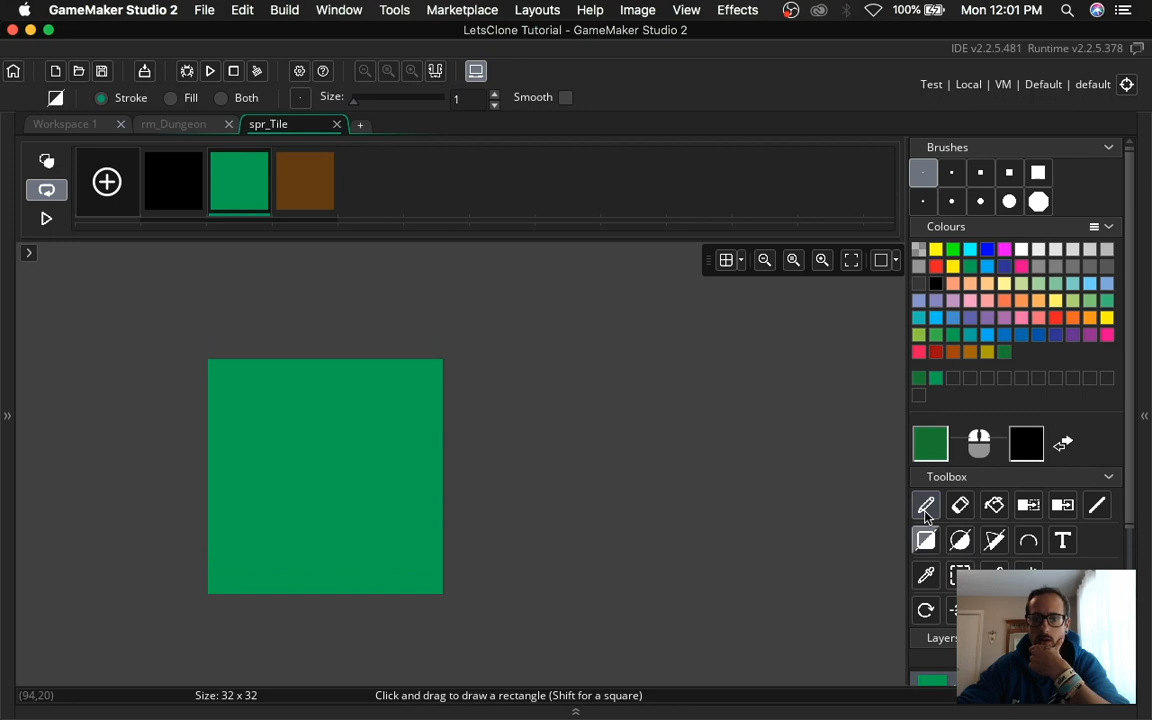 GameMaker Studio 2 File Edit Build Window Tools Marketplace Layouts Help Image View Effects 100% Mon 12:01 PM
LetsClone Tutorial - GameMaker Studio 2
IDE v2.2.5.481 Runtime v2.2.5.378
Test | Local | VM | Default | default
Stroke Fill Both Size: 1 Smooth
Workspace 1 rm_Dungeon spr_Tile
Brushes
Colours
Toolbox
T
Layers
(94,20) Size: 32 x 32 Click and drag to draw a rectangle (Shift for a square)